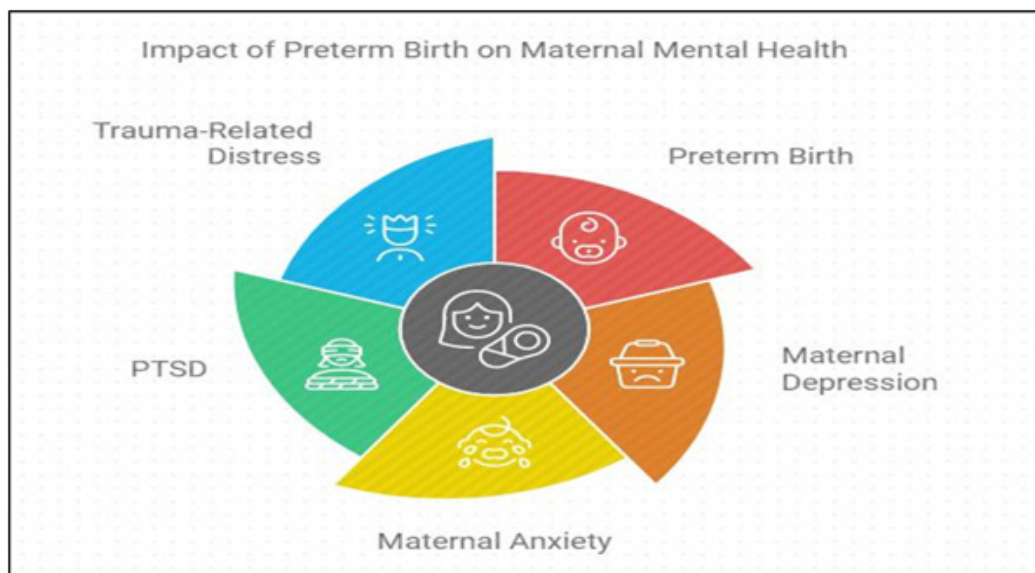 Impact of Preterm Birth on Maternal Mental Health
Trauma-Related
Distress
Preterm Birth
PTSD
Maternal
Depression
Maternal Anxiety